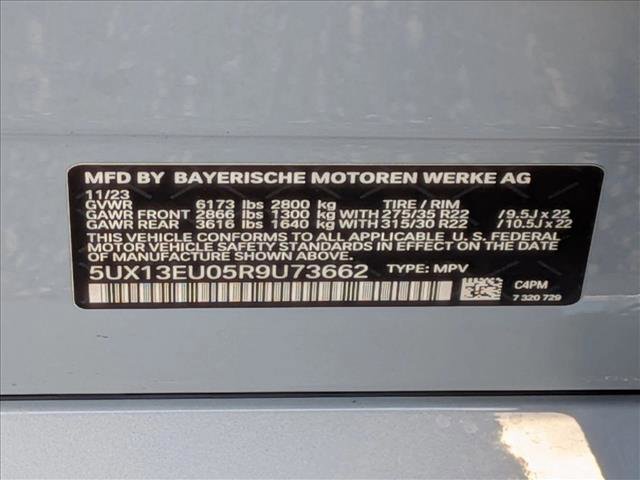 MFD BY BAYERISCHE MOTOREN WERKE AG
11/23
GVWR 6173 lbs 2800 kg TIRE / RIM
GAWR FRONT 2866 lbs 1300 kg WITH 275/35 R22 /9.5J x 22
GAWR REAR 3616 lbs 1640 kg WITH 315/30 R22 /10.5J x 22
THIS VEHICLE CONFORMS TO ALL APPLICABLE U.S. FEDERAL
MOTOR VEHICLE SAFETY STANDARDS IN EFFECT ON THE
DATE OF MANUFACTURE SHOWN ABOVE.
5UX13EU05R9U73662 TYPE: MPV
C4PM
7 320 729